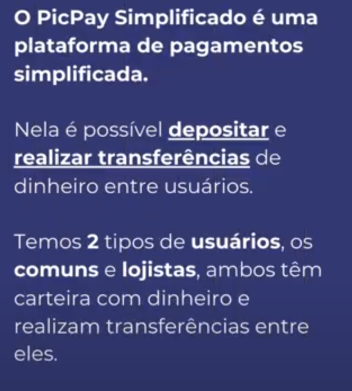 O PicPay Simplificado é uma
plataforma de pagamentos
simplificada.
Nela é possível depositar e
realizar transferências de
dinheiro entre usuários.
Temos 2 tipos de usuários, os
comuns e lojistas, ambos têm
carteira com dinheiro e
realizam transferências entre
eles.